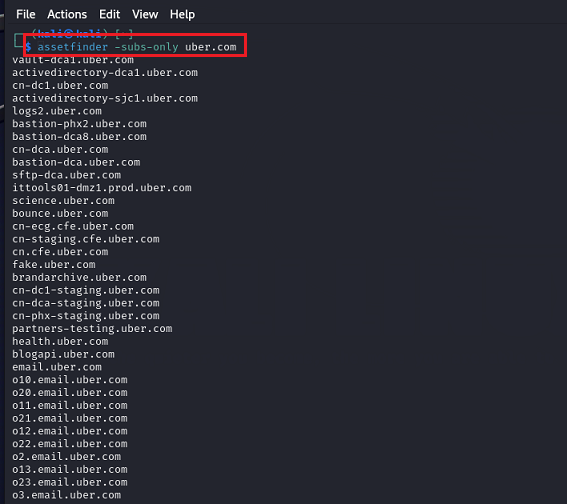 File Actions Edit View Help
(kali㉿kali)-[~]
$ assetfinder -subs-only uber.com
vault-dca1.uber.com
activedirectory-dca1.uber.com
cn-dc1.uber.com
activedirectory-sjc1.uber.com
logs2.uber.com
bastion-phx2.uber.com
bastion-dca8.uber.com
cn-dca.uber.com
bastion-dca.uber.com
sftp-dca.uber.com
ittools01-dmz1.prod.uber.com
science.uber.com
bounce.uber.com
cn-ecg.cfe.uber.com
cn-staging.cfe.uber.com
cn.cfe.uber.com
fake.uber.com
brandarchive.uber.com
cn-dc1-staging.uber.com
cn-dca-staging.uber.com
cn-phx-staging.uber.com
partners-testing.uber.com
health.uber.com
blogapi.uber.com
email.uber.com
o10.email.uber.com
o20.email.uber.com
o11.email.uber.com
o21.email.uber.com
o12.email.uber.com
o22.email.uber.com
o2.email.uber.com
o13.email.uber.com
o23.email.uber.com
o3.email.uber.com